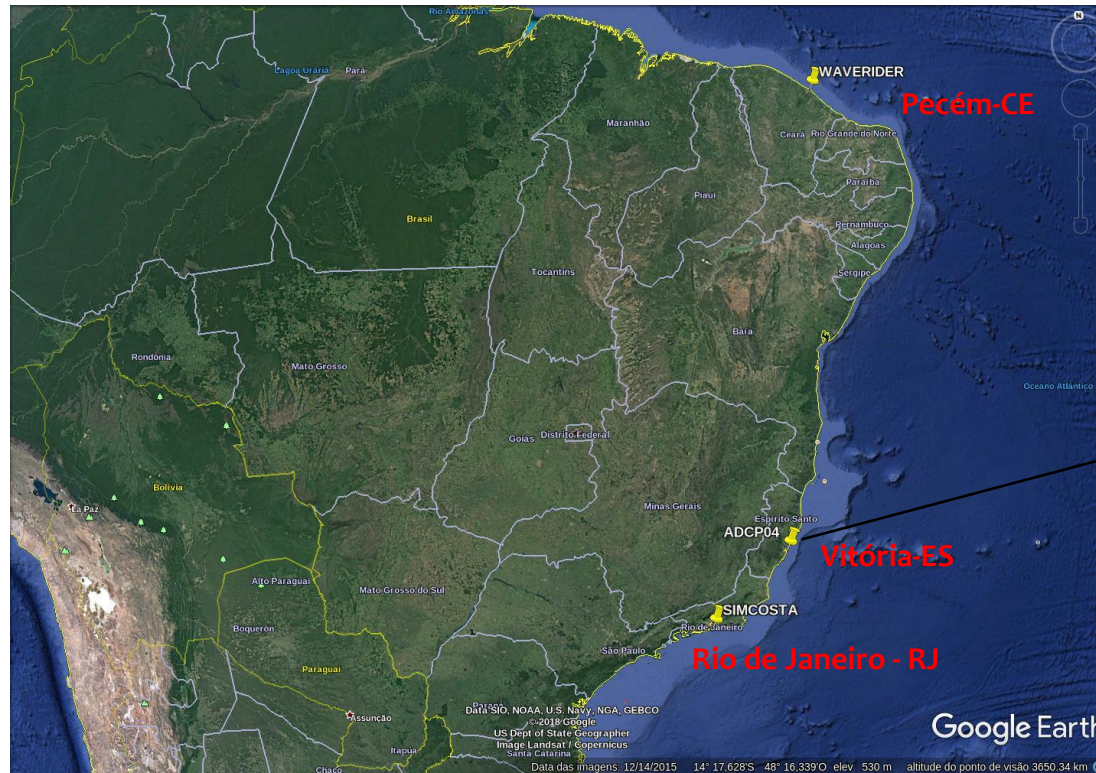 Rio Amazonas
N
Lagoa Urariá
Pará
WAVERIDER
Pecém-CE
Maranhão
Ceará
Rio Grande do Norte
Paraíba
Piauí
Brasil
Pernambuco
Alagoas
Sergipe
Tocantins
Baía
Rondônia
Mato Grosso
Oceano Atlântico
Goiás
Distrito Federal
Bolívia
Minas Gerais
La Paz
Espírito Santo
ADCP04
Vitória-ES
Alto Paraguai
Mato Grosso do Sul
SIMCOSTA
Boquerón
Rio de Janeiro
São Paulo
Rio de Janeiro - RJ
Paraguai
Paraná
Data SIO, NOAA, U.S. Navy, NGA, GEBCO
Assunção
© 2018 Google
US Dept of State Geographer
Google Earth
Image Landsat / Copernicus
Itapúa
Santa Catarina
Chaco
Data das imagens: 12/14/2015 14° 17,628'S 48° 16,339'O elev 530 m altitude do ponto de visão 3650.34 km